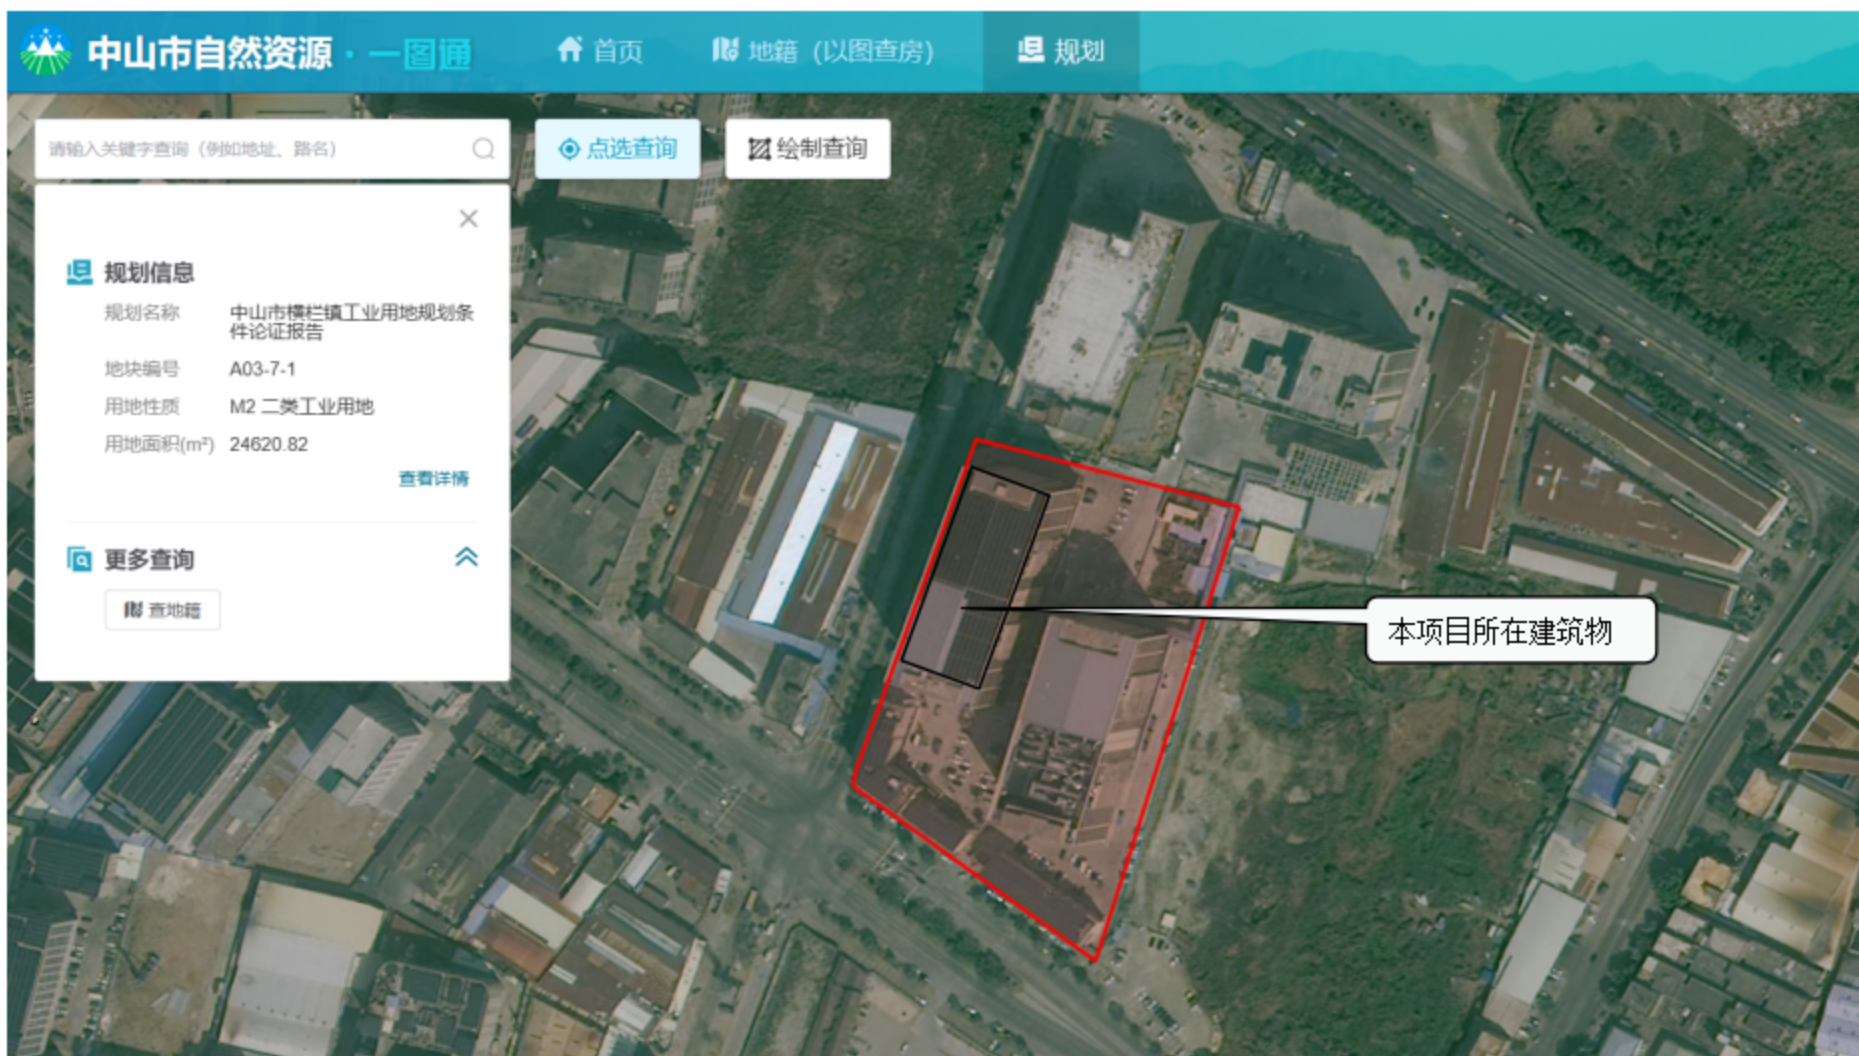 中山市自然资源·一图通
首页
地籍（以图查房）
规划
请输入关键字查询（例如地址、路名）
点选查询
绘制查询
规划信息
规划名称 中山市横栏镇工业用地规划条
件论证报告
地块编号 A03-7-1
用地性质 M2 二类工业用地
用地面积(m²) 24620.82
查看详情
更多查询
查地籍
本项目所在建筑物